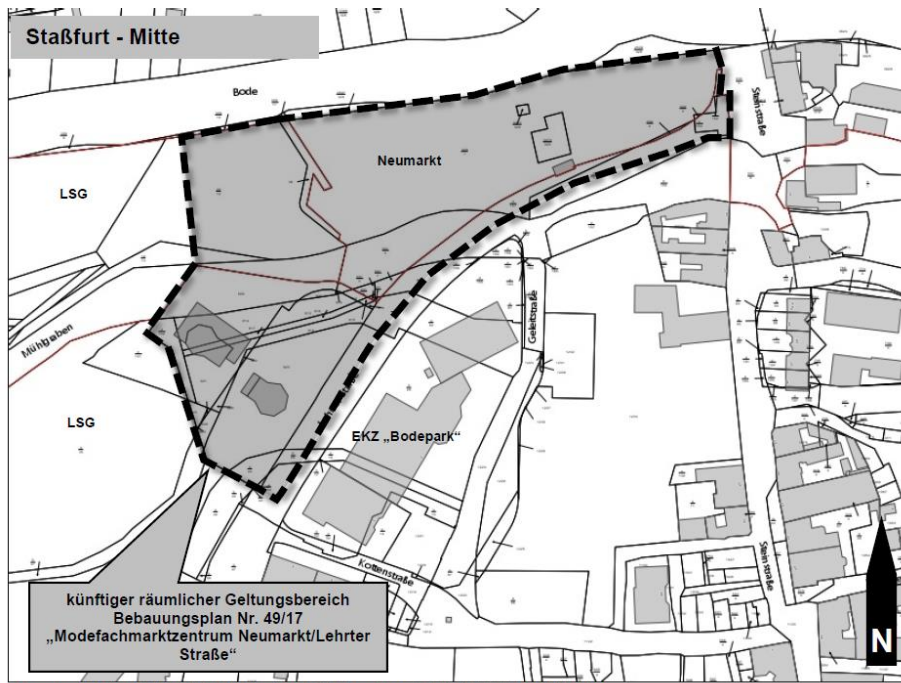 Staßfurt - Mitte
Bode
Steinstraße
Neumarkt
LSG
Mühlgraben
Geleitstraße
LSG
EKZ „Bodepark“
Kottenstraße
Steinstraße
künftiger räumlicher Geltungsbereich
Bebauungsplan Nr. 49/17
„Modefachmarktzentrum Neumarkt/Lehrter
Straße“
N